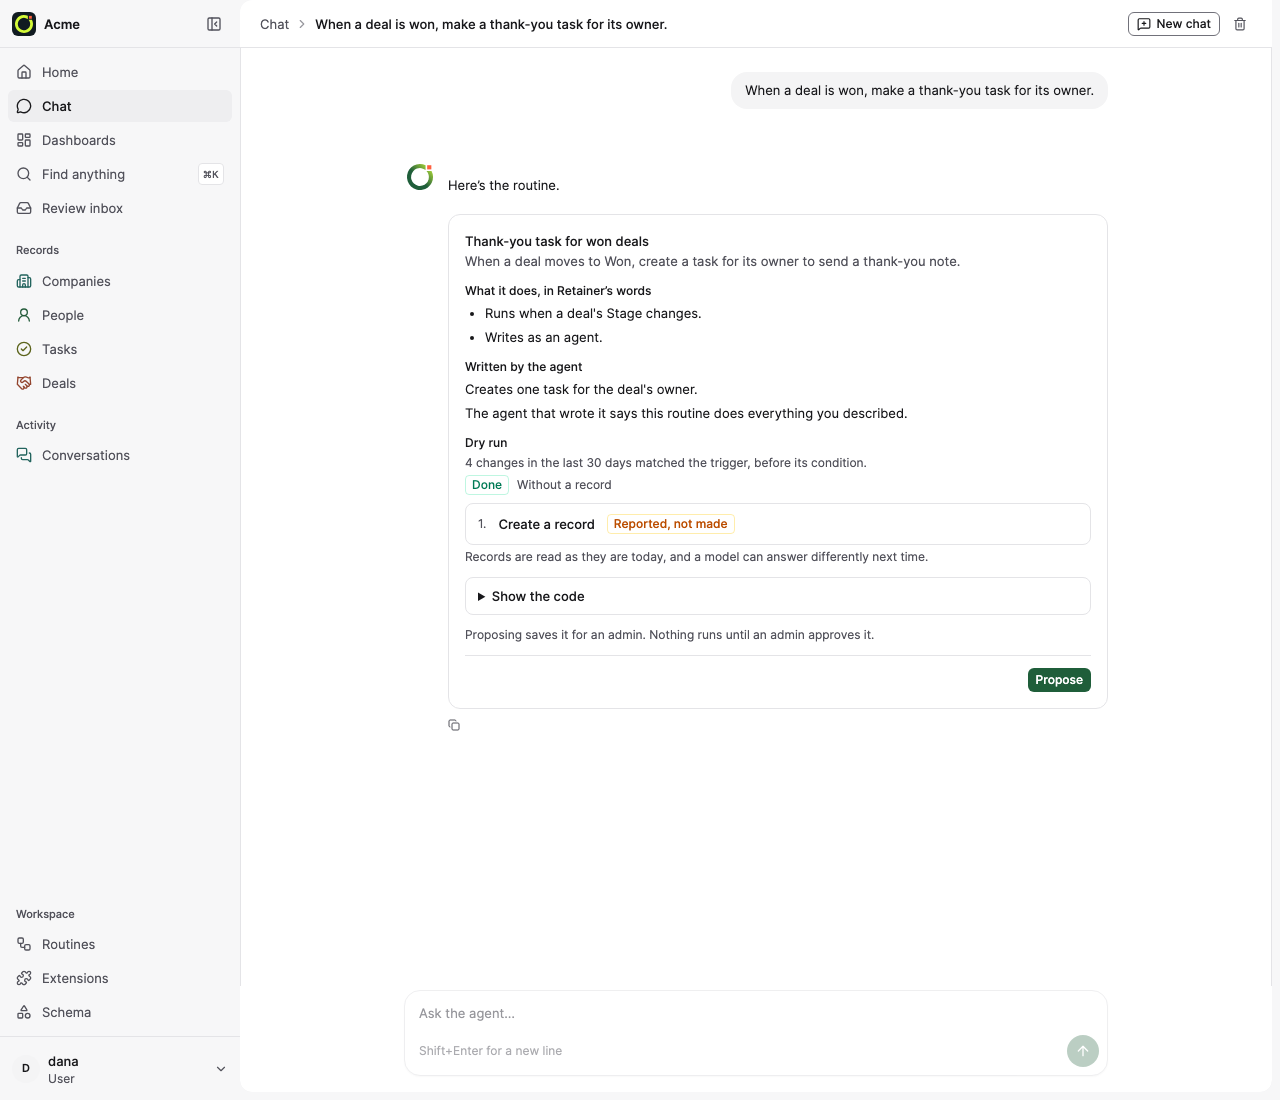 Acme
Home
Chat
Dashboards
Find anything
⌘K
Review inbox
Records
Companies
People
Tasks
Deals
Activity
Conversations
Workspace
Routines
Extensions
Schema
D
dana
User
Chat > When a deal is won, make a thank-you task for its owner.
New chat
When a deal is won, make a thank-you task for its owner.
Here’s the routine.
Thank-you task for won deals
When a deal moves to Won, create a task for its owner to send a thank-you note.
What it does, in Retainer’s words
• Runs when a deal's Stage changes.
• Writes as an agent.
Written by the agent
Creates one task for the deal's owner.
The agent that wrote it says this routine does everything you described.
Dry run
4 changes in the last 30 days matched the trigger, before its condition.
Done Without a record
1. Create a record Reported, not made
Records are read as they are today, and a model can answer differently next time.
Show the code
Proposing saves it for an admin. Nothing runs until an admin approves it.
Propose
Ask the agent...
Shift+Enter for a new line